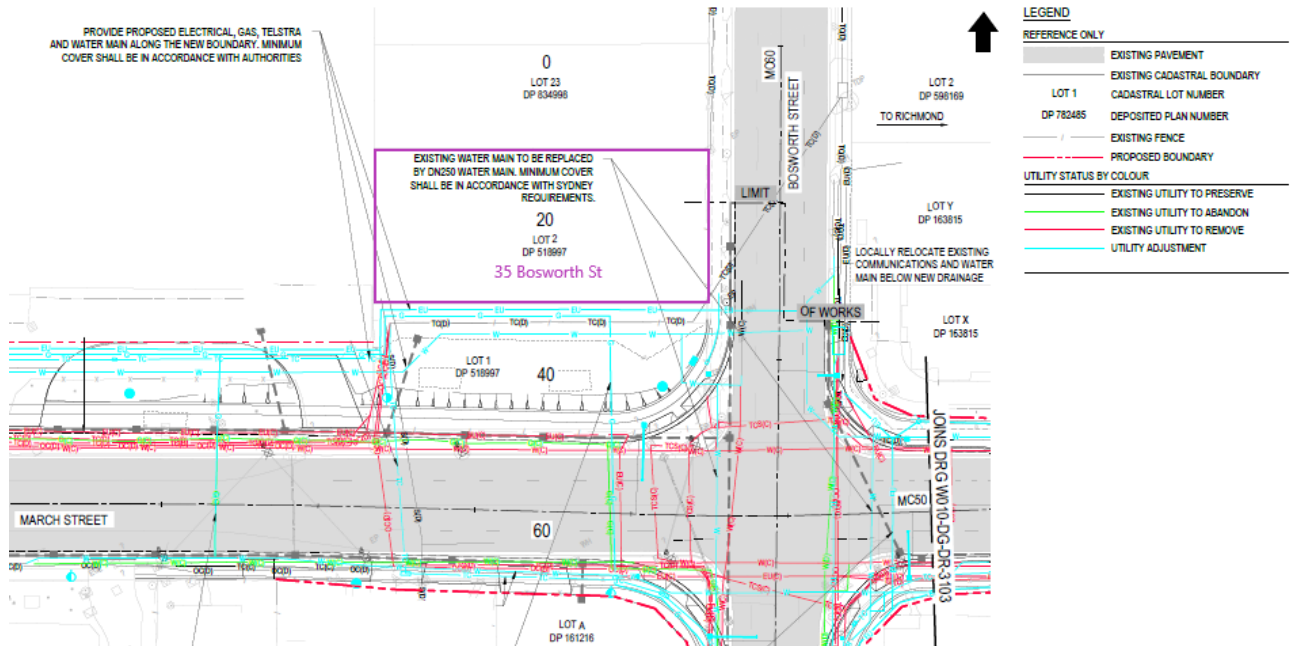 PROVIDE PROPOSED ELECTRICAL, GAS, TELSTRA
AND WATER MAIN ALONG THE NEW BOUNDARY. MINIMUM
COVER SHALL BE IN ACCORDANCE WITH AUTHORITIES
0
LOT 23
DP 834998
MC60
BOSWORTH STREET
LOT 2
DP 598169
TO RICHMOND
EXISTING WATER MAIN TO BE REPLACED
BY DN250 WATER MAIN. MINIMUM COVER
SHALL BE IN ACCORDANCE WITH SYDNEY
REQUIREMENTS.
20
LOT 2
DP 518997
35 Bosworth St
LIMIT
LOT Y
DP 163815
LOCALLY RELOCATE EXISTING
COMMUNICATIONS AND WATER
MAIN BELOW NEW DRAINAGE
OF WORKS
LOT X
DP 163815
LOT 1
DP 518997
40
MARCH STREET
60
MC50
JOINS DRG W010-DG-DR-3103
LOT A
DP 161216
LEGEND
REFERENCE ONLY
EXISTING PAVEMENT
EXISTING CADASTRAL BOUNDARY
LOT 1 CADASTRAL LOT NUMBER
DP 782485 DEPOSITED PLAN NUMBER
EXISTING FENCE
PROPOSED BOUNDARY
UTILITY STATUS BY COLOUR
EXISTING UTILITY TO PRESERVE
EXISTING UTILITY TO ABANDON
EXISTING UTILITY TO REMOVE
UTILITY ADJUSTMENT